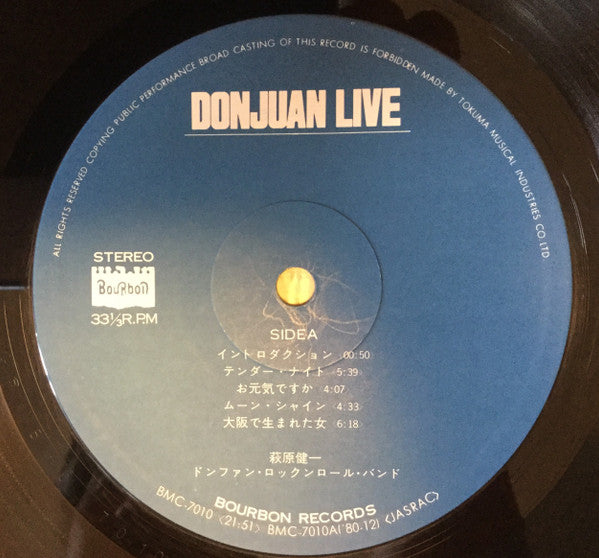 ALL RIGHTS RESERVED COPYING PUBLIC PERFORMANCE BROAD CASTING OF THIS RECORD IS FORBIDDEN MADE BY TOKUMA MUSICAL INDUSTRIES CO. LTD
DONJUAN LIVE
STEREO
BOURBON
33⅓R.P.M
SIDE A
イントロダクション 〈00:50〉
テンダー・ナイト 〈5:39〉
お元気ですか 〈4:07〉
ムーン・シャイン 〈4:33〉
大阪で生まれた女 〈6:18〉
萩原健一
ドンファン・ロックンロール・バンド
BOURBON RECORDS
BMC-7010 〈21:51〉 BMC-7010A('80・12) 〈JASRAC〉